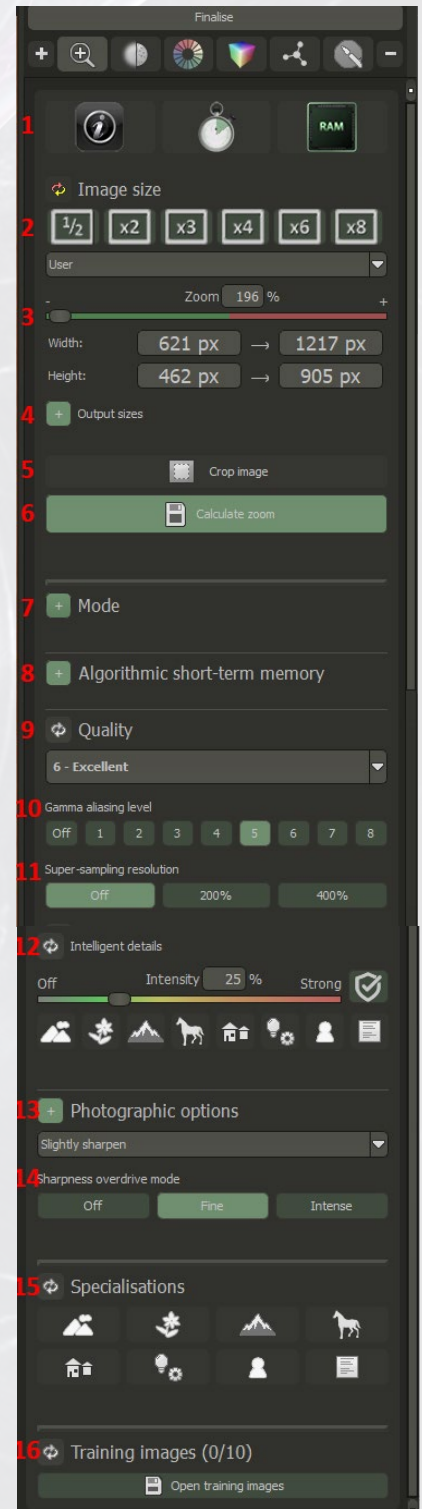 Finalise
+ -
1 RAM
Image size
2 1/2 x2 x3 x4 x6 x8
User
- Zoom 196 % +
3
Width: 621 px → 1217 px
Height: 462 px → 905 px
4 + Output sizes
5 Crop image
6 Calculate zoom
7 + Mode
8 + Algorithmic short-term memory
9 Quality
6 - Excellent
10 Gamma aliasing level
Off 1 2 3 4 5 6 7 8
11 Super-sampling resolution
Off 200% 400%
12 Intelligent details
Off Intensity 25 % Strong
13 + Photographic options
Slightly sharpen
14 Sharpness overdrive mode
Off Fine Intense
15 Specialisations
16 Training images (0/10)
Open training images